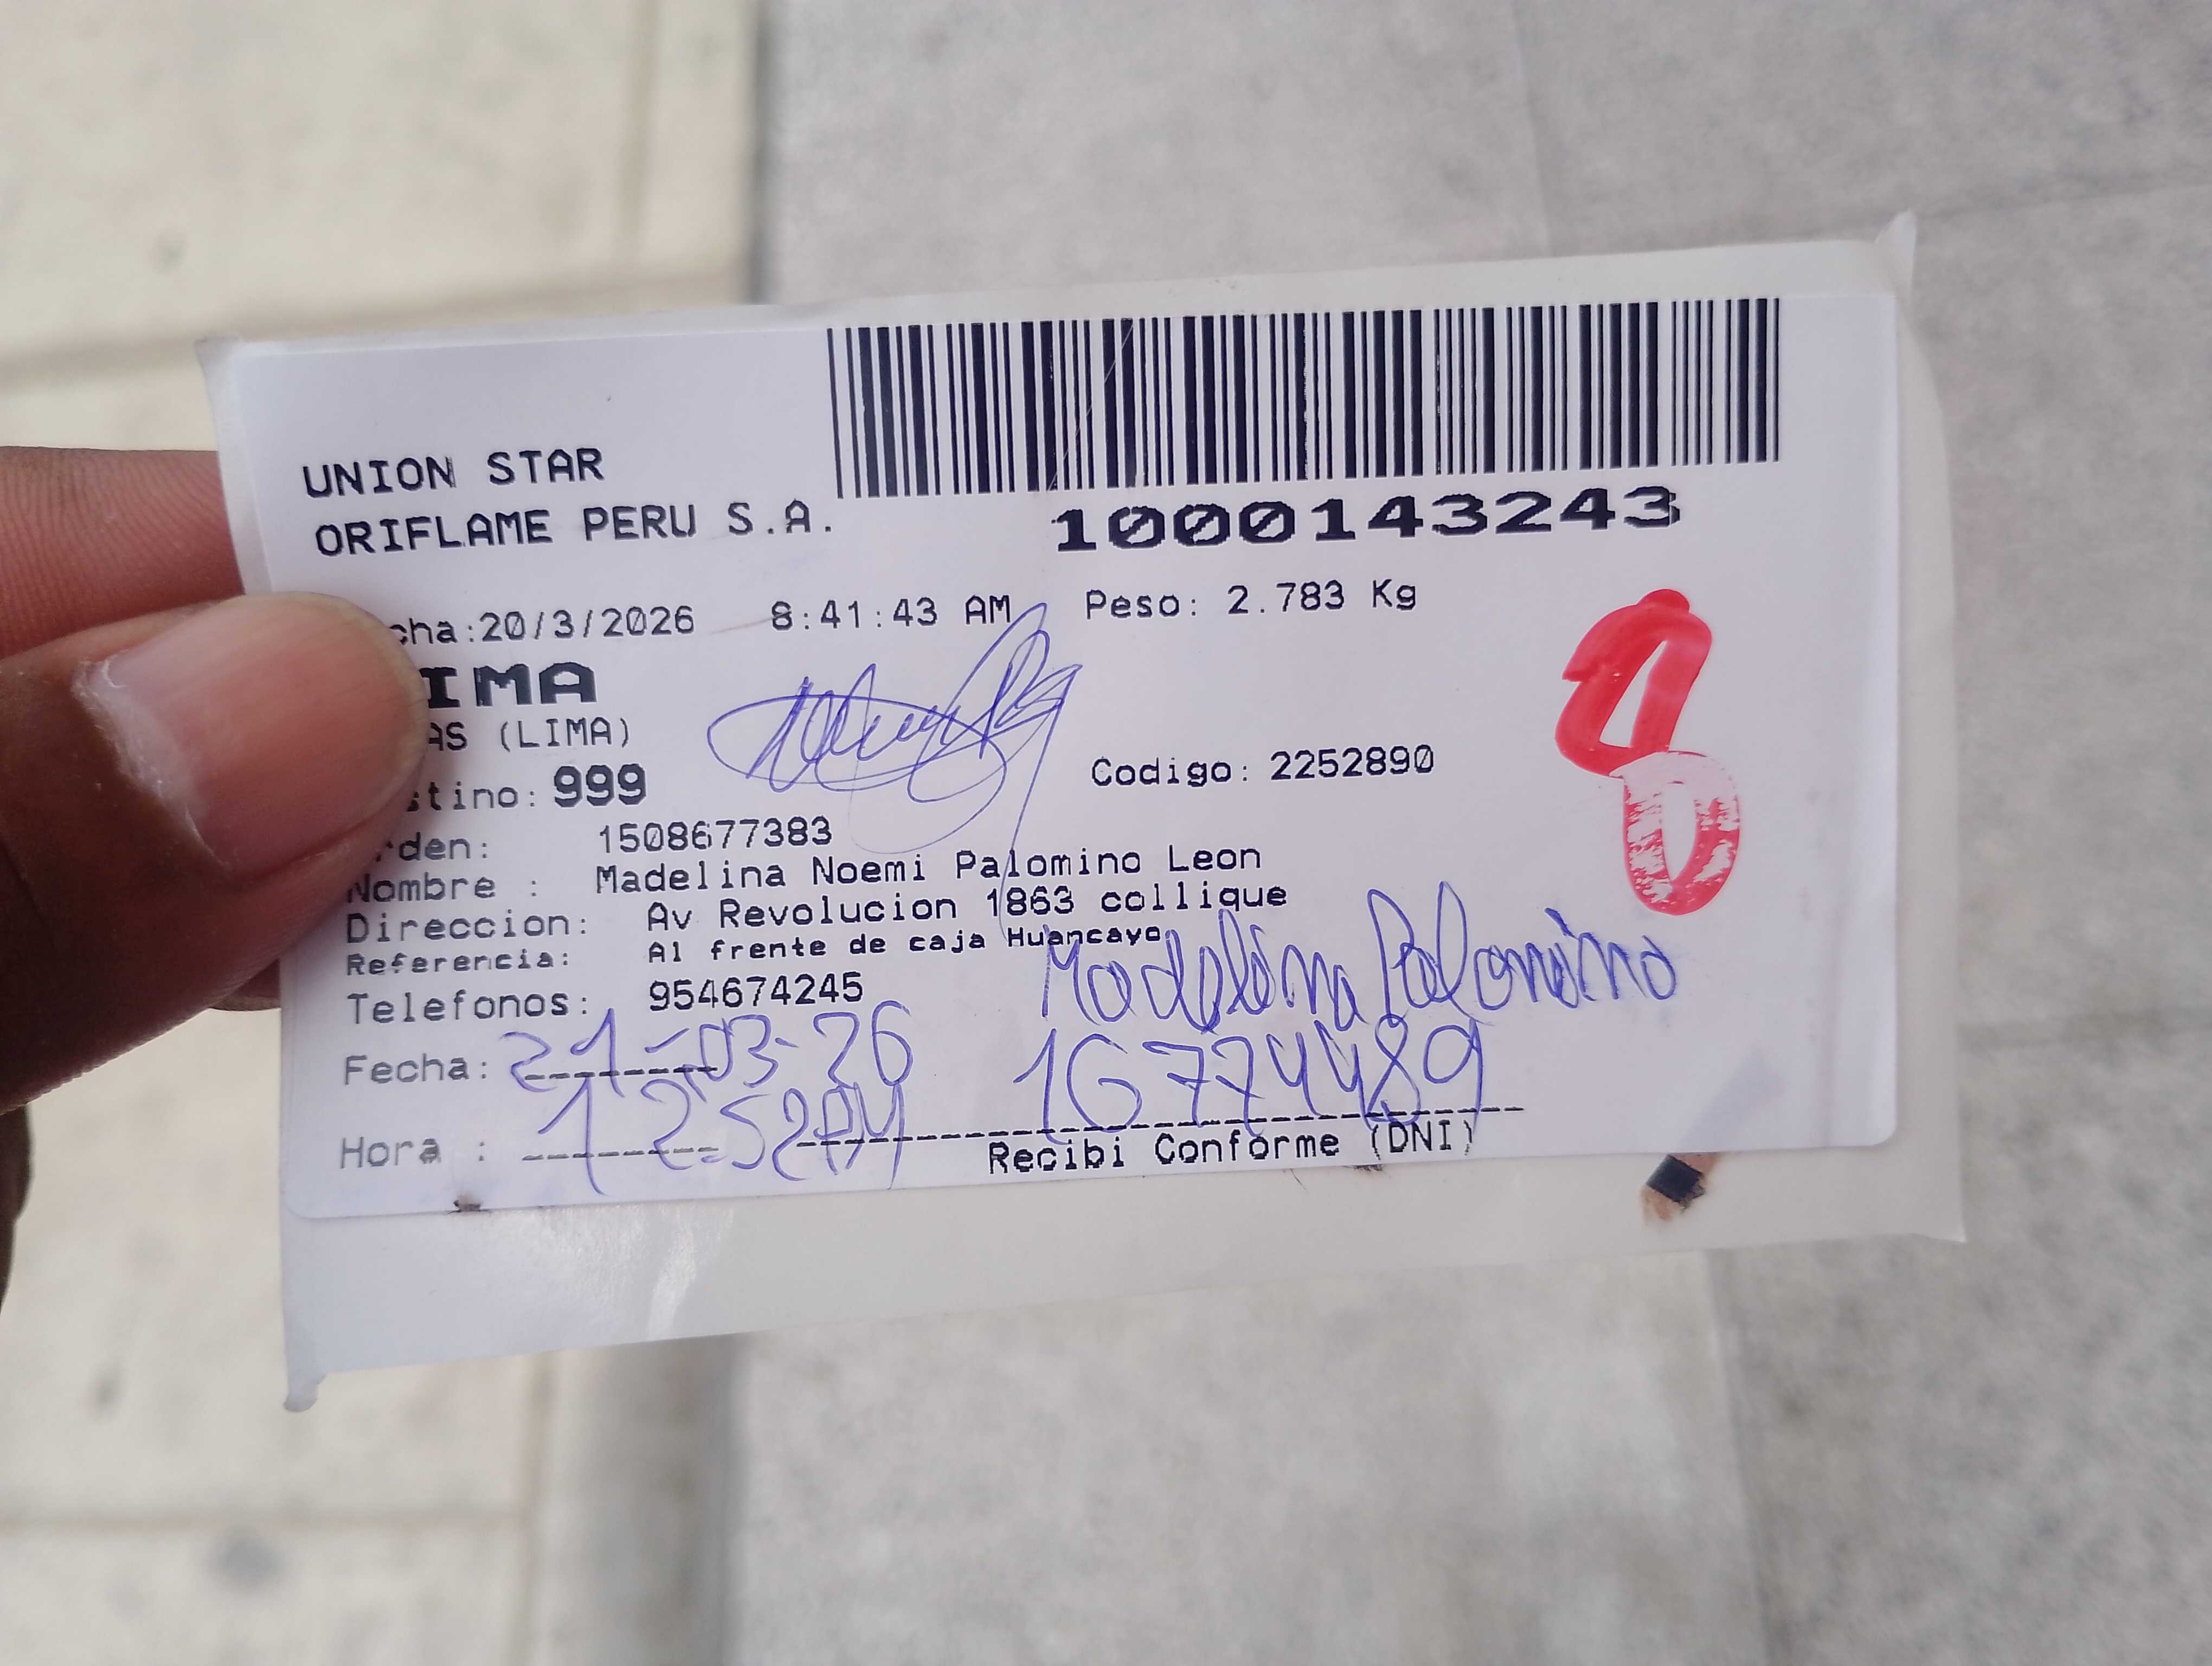 UNION STAR
ORIFLAME PERU S.A.
1000143243
cha:20/3/2026 8:41:43 AM Peso: 2.783 Kg
IMA
AS (LIMA)
stino: 999 Codigo: 2252890
rden: 1508677383
Nombre : Madelina Noemi Palomino Leon
Direccion: Av Revolucion 1863 collique
Referencia: Al frente de caja Huancayo
Telefonos: 954674245
Madelina Palomino
Fecha: 21-03-26
16774489
Hora :
Recibi Conforme (DNI)